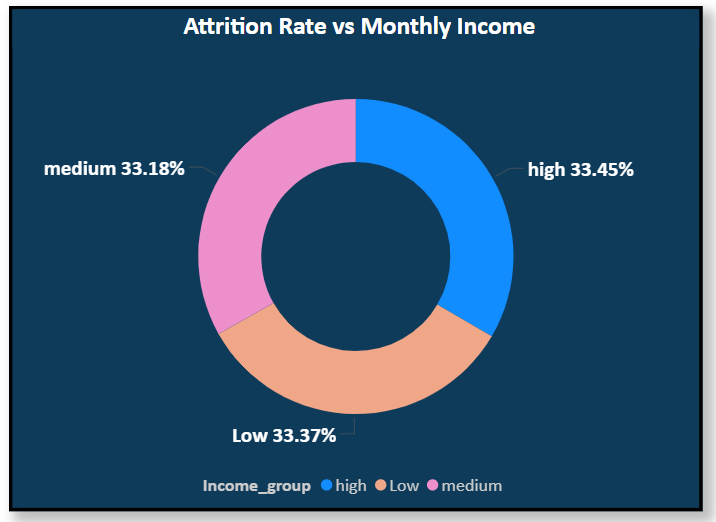 Attrition Rate vs Monthly Income
medium 33.18%
high 33.45%
Low 33.37%
Income_group high Low medium